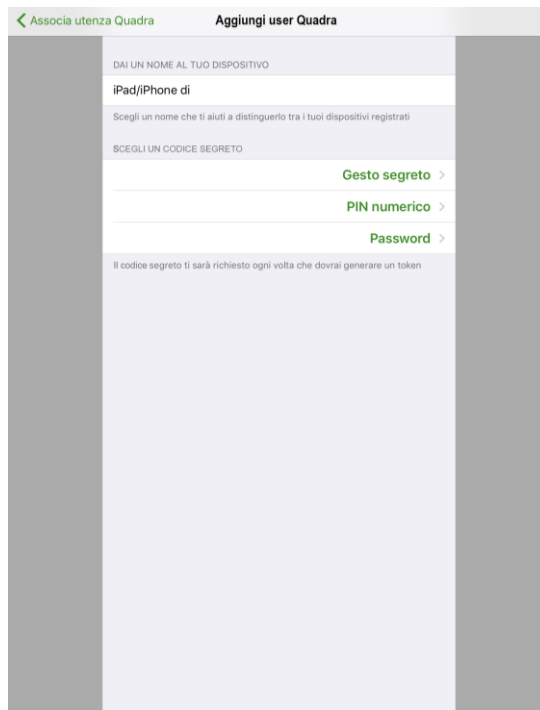 Associa utenza Quadra
Aggiungi user Quadra
DAI UN NOME AL TUO DISPOSITIVO
iPad/iPhone di
Scegli un nome che ti aiuti a distinguerlo tra i tuoi dispositivi registrati
SCEGLI UN CODICE SEGRETO
Gesto segreto
PIN numerico
Password
Il codice segreto ti sarà richiesto ogni volta che dovrai generare un token